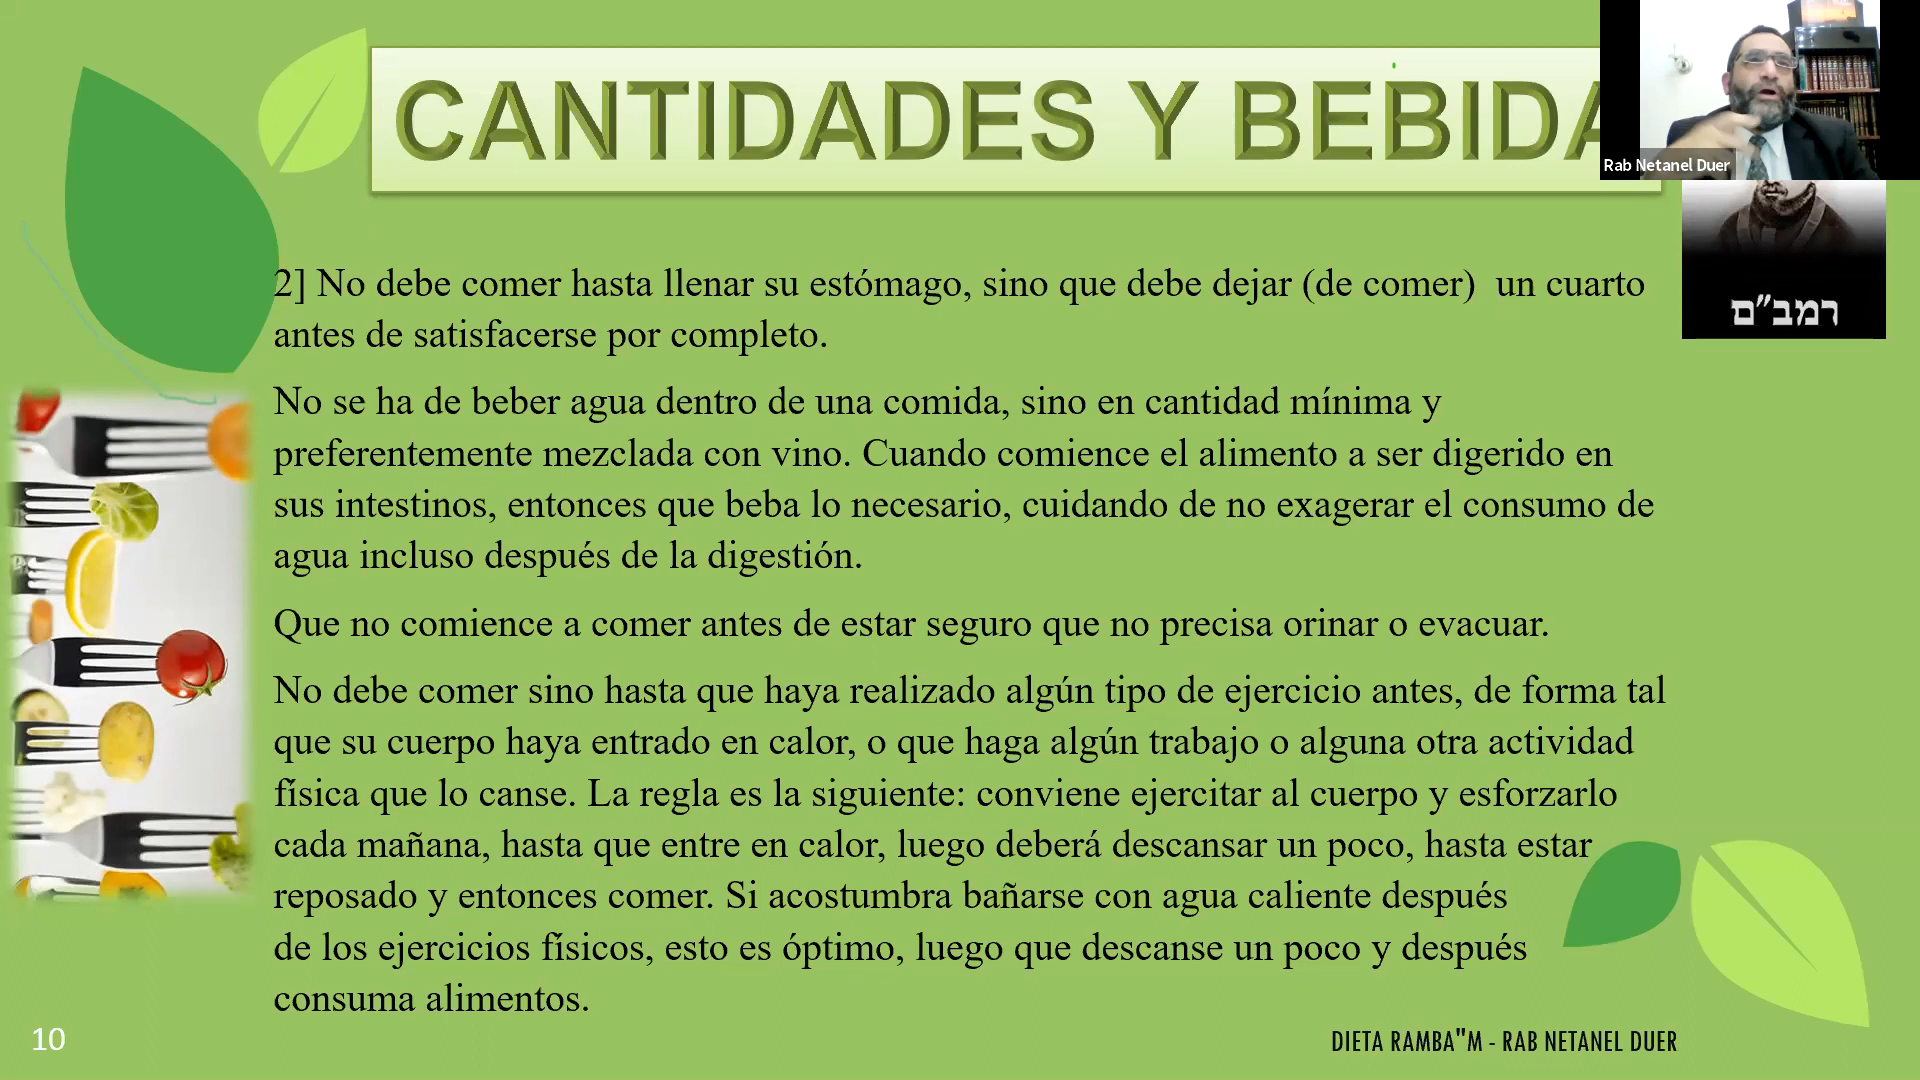 CANTIDADES Y BEBIDA
Rab Netanel Duer
רמב"ם
2] No debe comer hasta llenar su estómago, sino que debe dejar (de comer)  un cuarto
antes de satisfacerse por completo.
No se ha de beber agua dentro de una comida, sino en cantidad mínima y
preferentemente mezclada con vino. Cuando comience el alimento a ser digerido en
sus intestinos, entonces que beba lo necesario, cuidando de no exagerar el consumo de
agua incluso después de la digestión.
Que no comience a comer antes de estar seguro que no precisa orinar o evacuar.
No debe comer sino hasta que haya realizado algún tipo de ejercicio antes, de forma tal
que su cuerpo haya entrado en calor, o que haga algún trabajo o alguna otra actividad
física que lo canse. La regla es la siguiente: conviene ejercitar al cuerpo y esforzarlo
cada mañana, hasta que entre en calor, luego deberá descansar un poco, hasta estar
reposado y entonces comer. Si acostumbra bañarse con agua caliente después
de los ejercicios físicos, esto es óptimo, luego que descanse un poco y después
consuma alimentos.
10
DIETA RAMBA"M - RAB NETANEL DUER